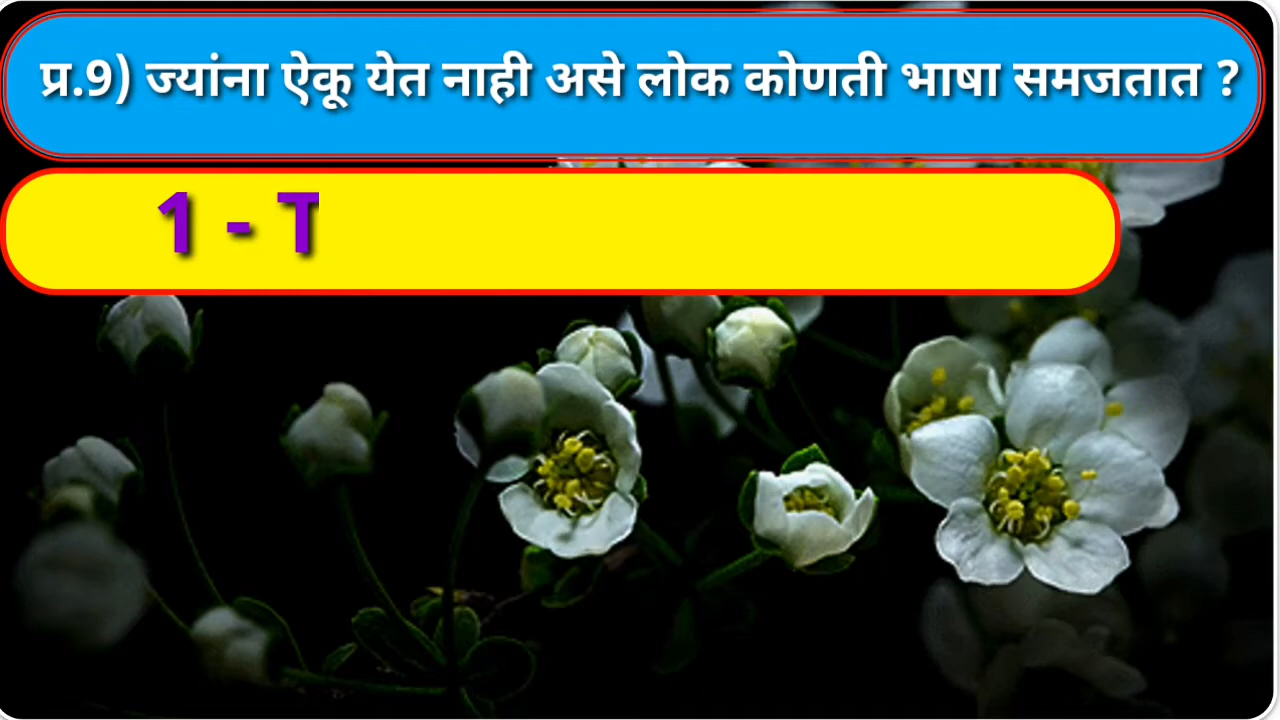 प्र.9) ज्यांना ऐकू येत नाही असे लोक कोणती भाषा समजतात ?
1 - T